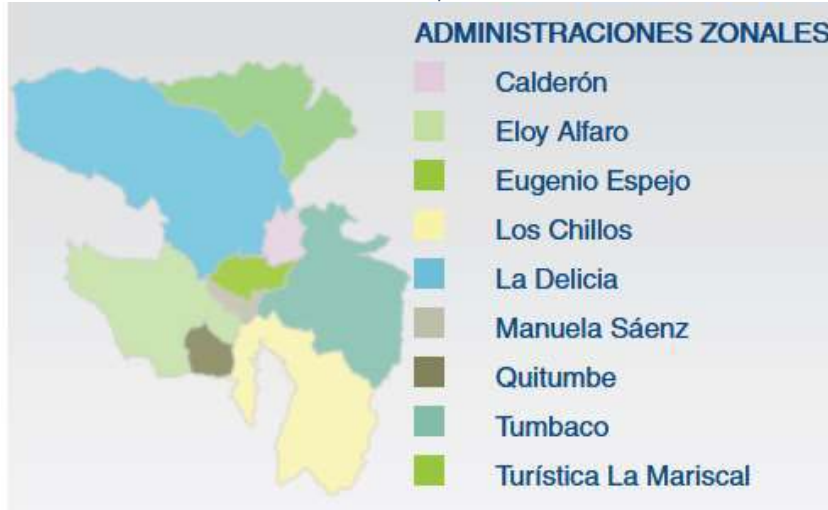 ADMINISTRACIONES ZONALES
Calderón
Eloy Alfaro
Eugenio Espejo
Los Chillos
La Delicia
Manuela Sáenz
Quitumbe
Tumbaco
Turística La Mariscal